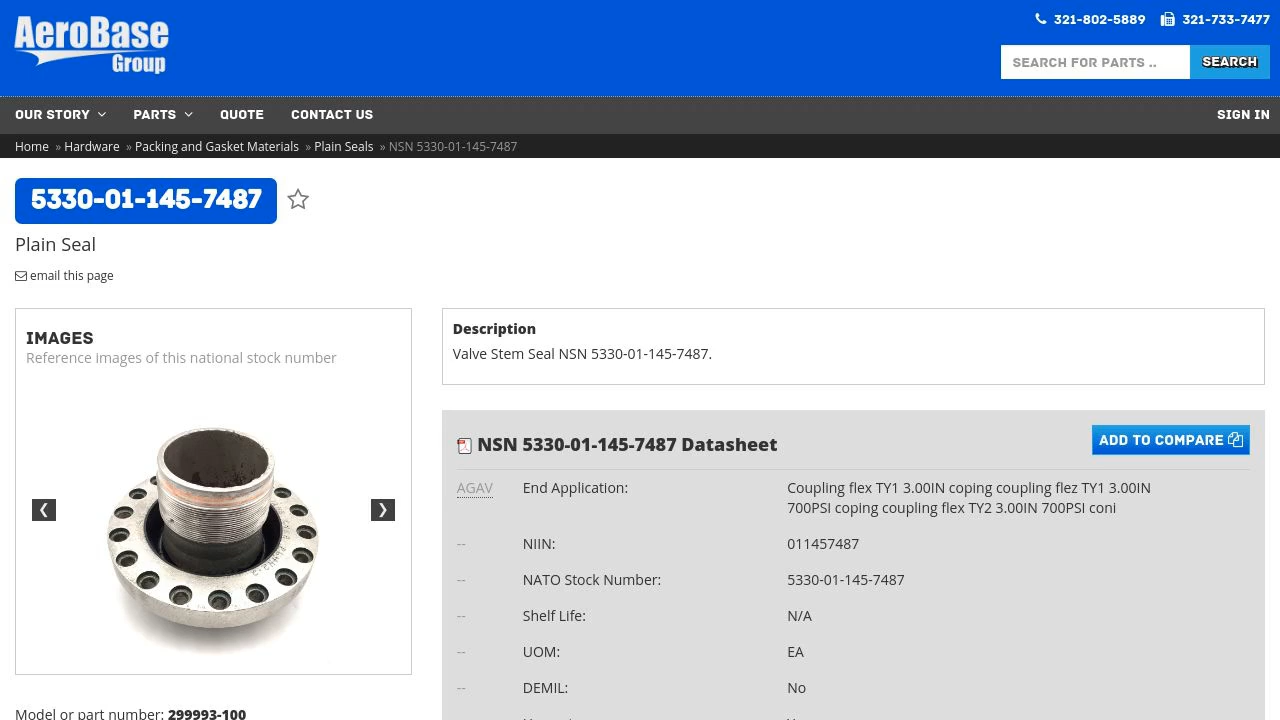 AeroBase
Group
321-802-5889 321-733-7477
SEARCH FOR PARTS ..
SEARCH
OUR STORY PARTS QUOTE CONTACT US SIGN IN
Home » Hardware » Packing and Gasket Materials » Plain Seals » NSN 5330-01-145-7487
5330-01-145-7487
Plain Seal
email this page
IMAGES
Reference images of this national stock number
❮ ❯
Model or part number: 299993-100
Description
Valve Stem Seal NSN 5330-01-145-7487.
NSN 5330-01-145-7487 Datasheet
ADD TO COMPARE
AGAV End Application: Coupling flex TY1 3.00IN coping coupling flez TY1 3.00IN
700PSI coping coupling flex TY2 3.00IN 700PSI coni
-- NIIN: 011457487
-- NATO Stock Number: 5330-01-145-7487
-- Shelf Life: N/A
-- UOM: EA
-- DEMIL: No